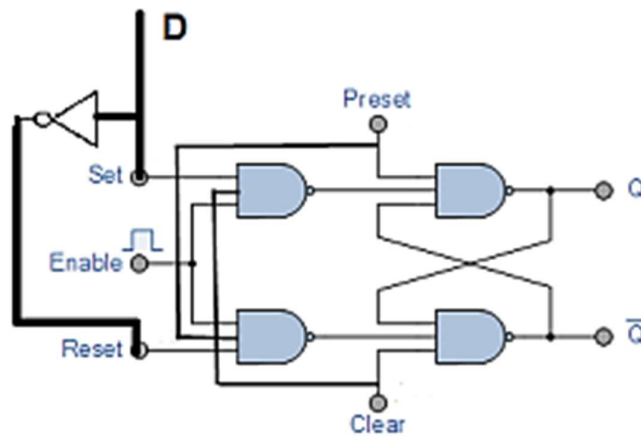 D
Preset
Set
Q
Enable
Reset
Q̅
Clear